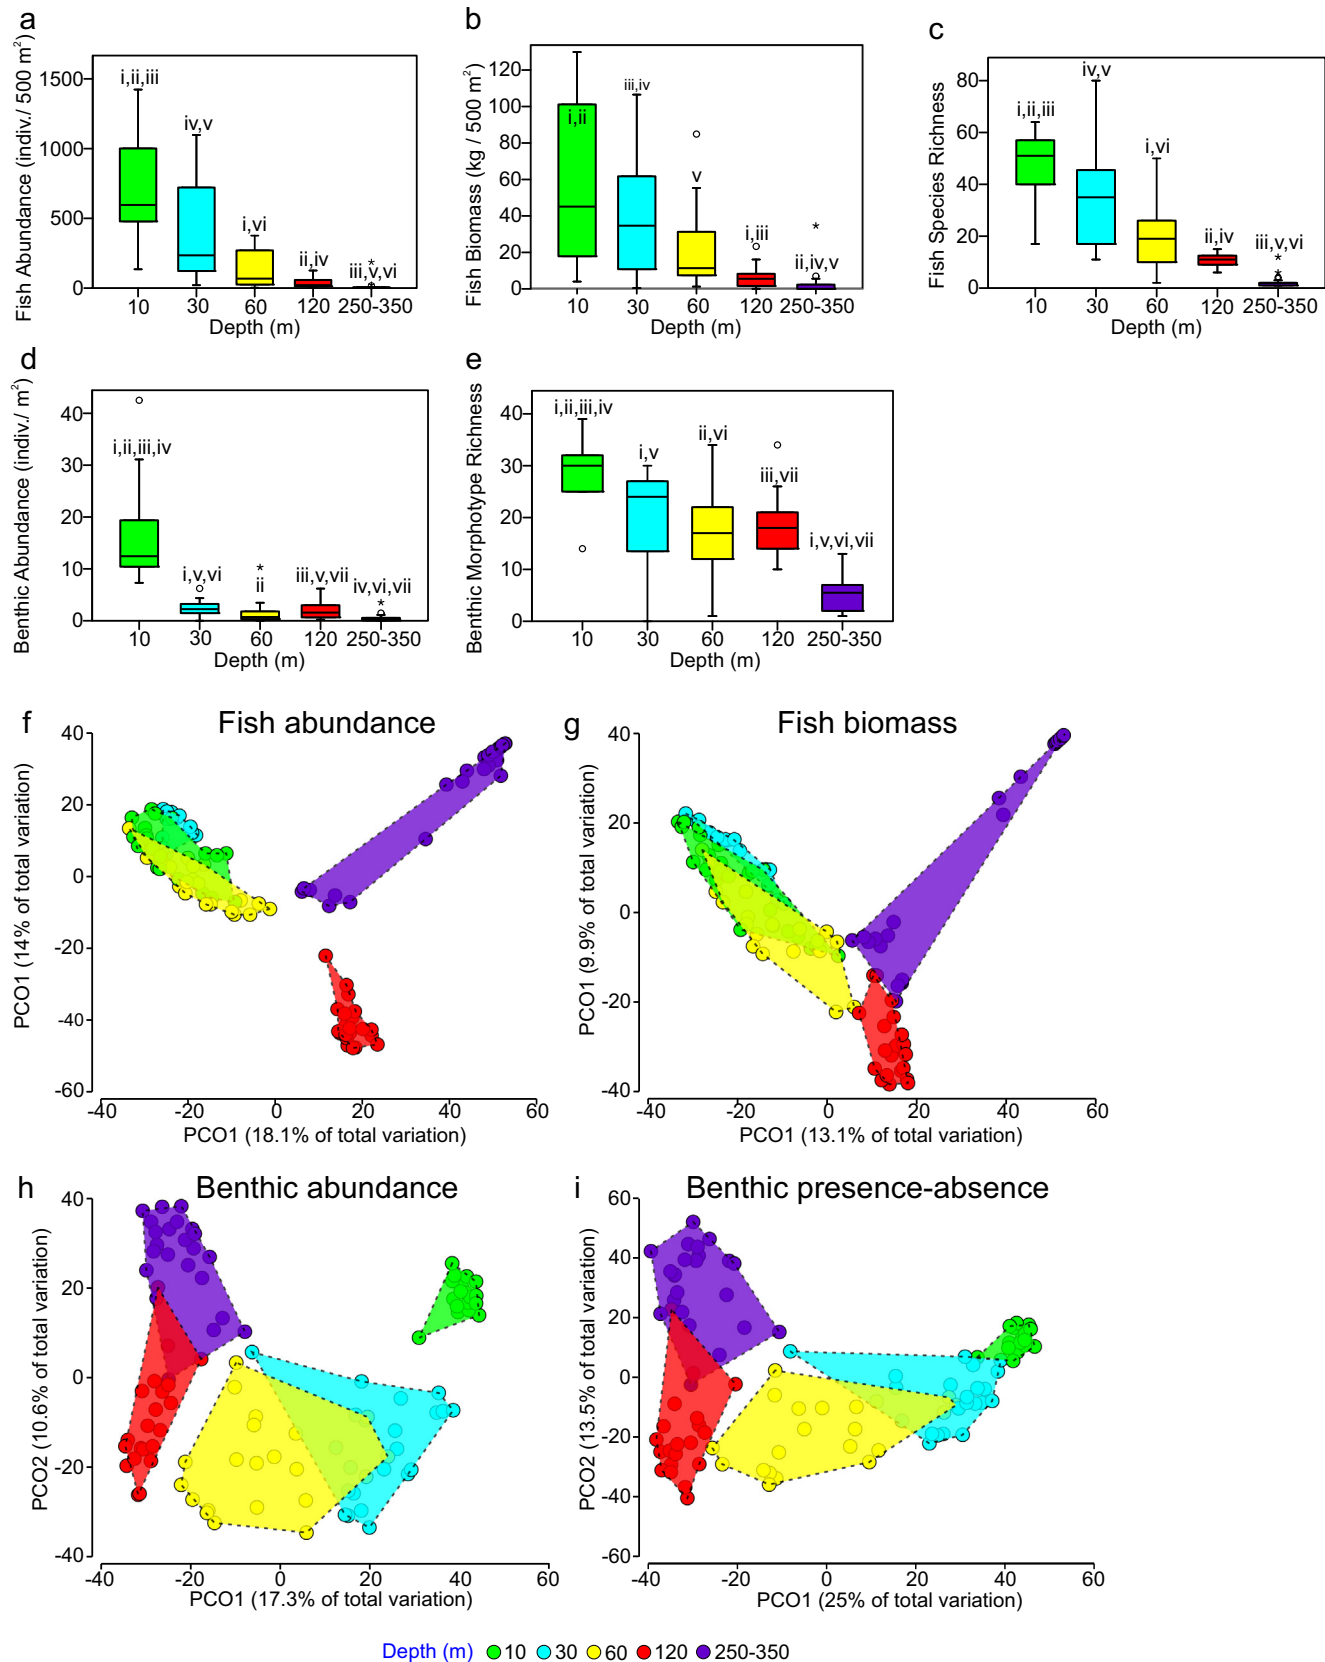 a
Fish Abundance (indiv./ 500 m²)
1500
1000
500
0
i,ii,iii
iv,v
i,vi
ii,iv
*
iii,v,vi
10 30 60 120 250-350
Depth (m)
b
Fish Biomass (kg / 500 m²)
120
100
80
60
40
20
0
i,ii
iii,iv
v
i,iii
*
ii,iv,v
10 30 60 120 250-350
Depth (m)
c
Fish Species Richness
80
60
40
20
0
i,ii,iii
iv,v
i,vi
ii,iv
iii,v,vi
*
*
10 30 60 120 250-350
Depth (m)
d
Benthic Abundance (indiv./ m²)
40
30
20
10
0
i,ii,iii,iv
i,v,vi
*
ii
iii,v,vii
iv,vi,vii
*
10 30 60 120 250-350
Depth (m)
e
Benthic Morphotype Richness
40
30
20
10
0
i,ii,iii,iv
i,v
ii,vi
iii,vii
i,v,vi,vii
10 30 60 120 250-350
Depth (m)
f
Fish abundance
PCO1 (14% of total variation)
40
20
0
-20
-40
-60
-40 -20 0 20 40 60
PCO1 (18.1% of total variation)
g
Fish biomass
PCO1 (9.9% of total variation)
40
20
0
-20
-40
-40 -20 0 20 40 60
PCO1 (13.1% of total variation)
h
Benthic abundance
PCO2 (10.6% of total variation)
40
20
0
-20
-40
-40 -20 0 20 40 60
PCO1 (17.3% of total variation)
i
Benthic presence-absence
PCO2 (13.5% of total variation)
60
40
20
0
-20
-40
-60
-40 -20 0 20 40 60
PCO1 (25% of total variation)
Depth (m) 10 30 60 120 250-350